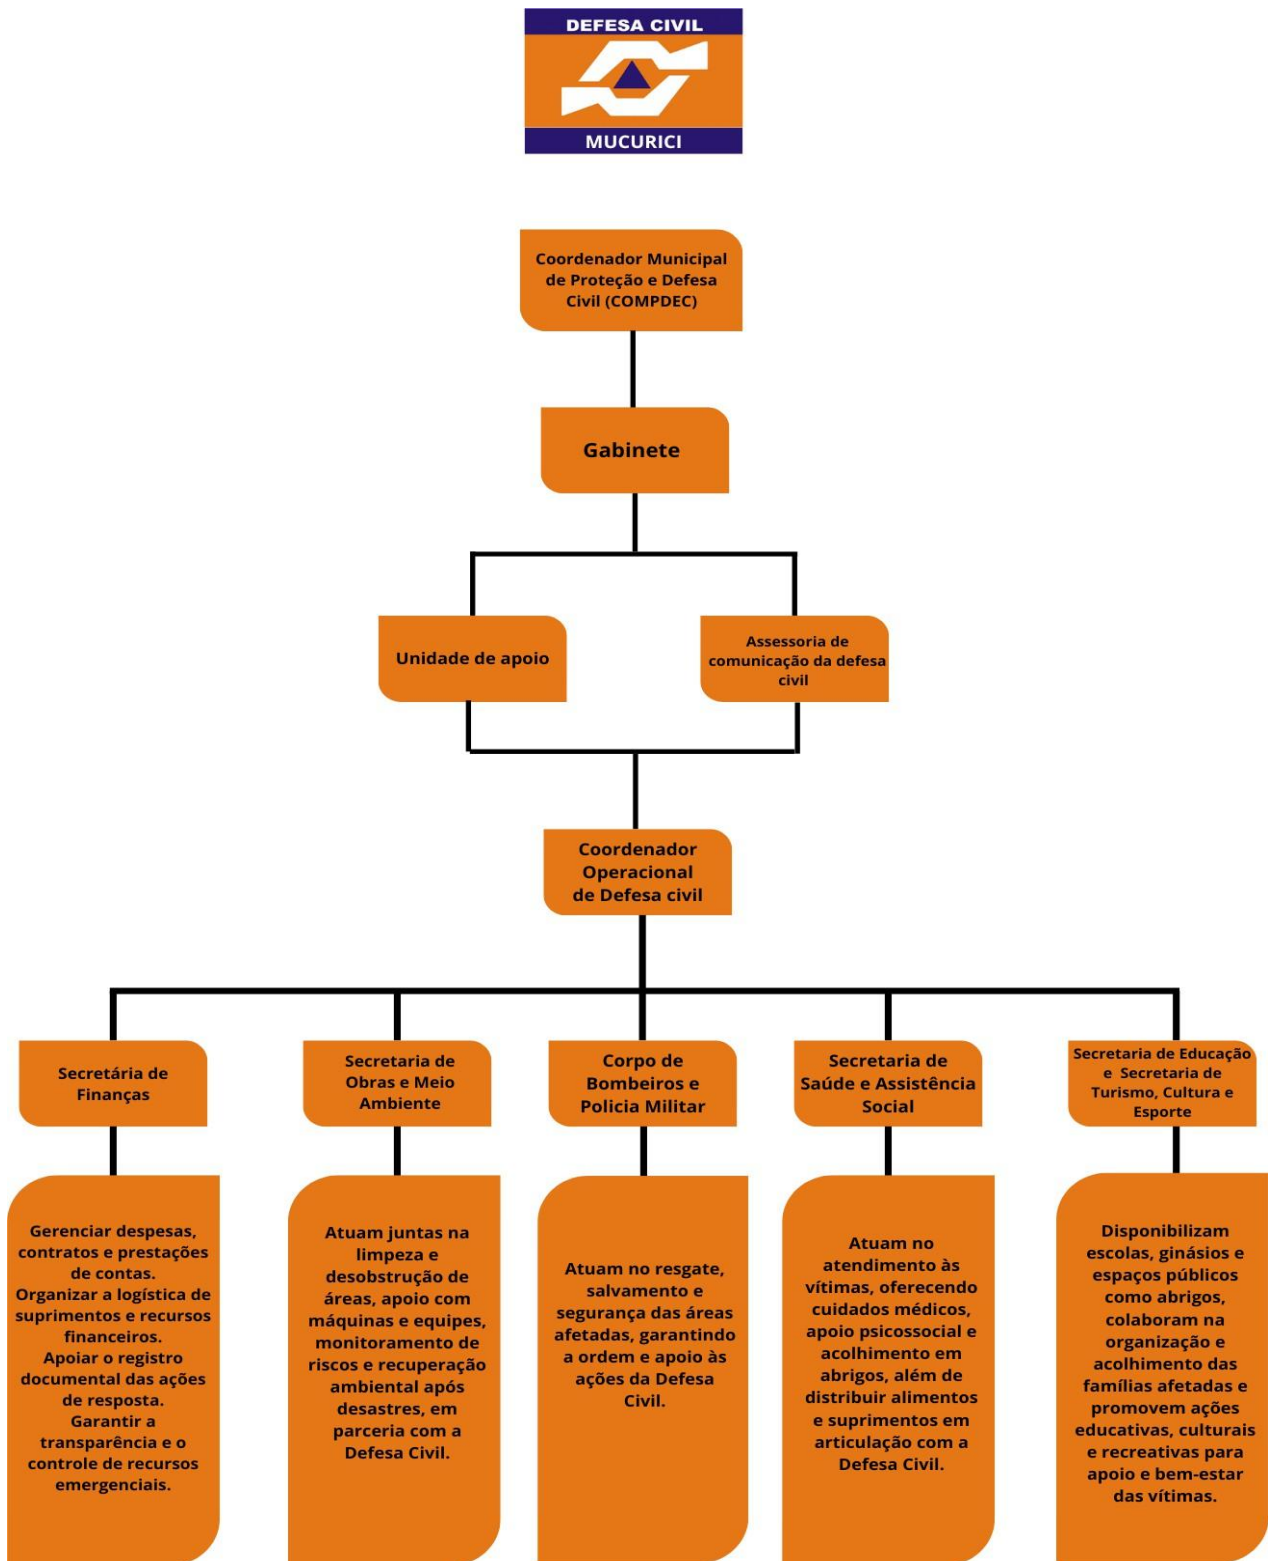 DEFESA CIVIL
MUCURICI
Coordenador Municipal
de Proteção e Defesa
Civil (COMPDEC)
Gabinete
Unidade de apoio
Assessoria de
comunicação da defesa
civil
Coordenador
Operacional
de Defesa civil
Secretária de
Finanças
Secretaria de
Obras e Meio
Ambiente
Corpo de
Bombeiros e
Policia Militar
Secretaria de
Saúde e Assistência
Social
Secretaria de Educação
e Secretaria de
Turismo, Cultura e
Esporte
Gerenciar despesas,
contratos e prestações
de contas.
Organizar a logística de
suprimentos e recursos
financeiros.
Apoiar o registro
documental das ações
de resposta.
Garantir a
transparência e o
controle de recursos
emergenciais.
Atuam juntas na
limpeza e
desobstrução de
áreas, apoio com
máquinas e equipes,
monitoramento de
riscos e recuperação
ambiental após
desastres, em
parceria com a
Defesa Civil.
Atuam no resgate,
salvamento e
segurança das áreas
afetadas, garantindo
a ordem e apoio às
ações da Defesa
Civil.
Atuam no
atendimento às
vítimas, oferecendo
cuidados médicos,
apoio psicossocial e
acolhimento em
abrigos, além de
distribuir alimentos
e suprimentos em
articulação com a
Defesa Civil.
Disponibilizam
escolas, ginásios e
espaços públicos
como abrigos,
colaboram na
organização e
acolhimento das
famílias afetadas e
promovem ações
educativas, culturais
e recreativas para
apoio e bem-estar
das vítimas.